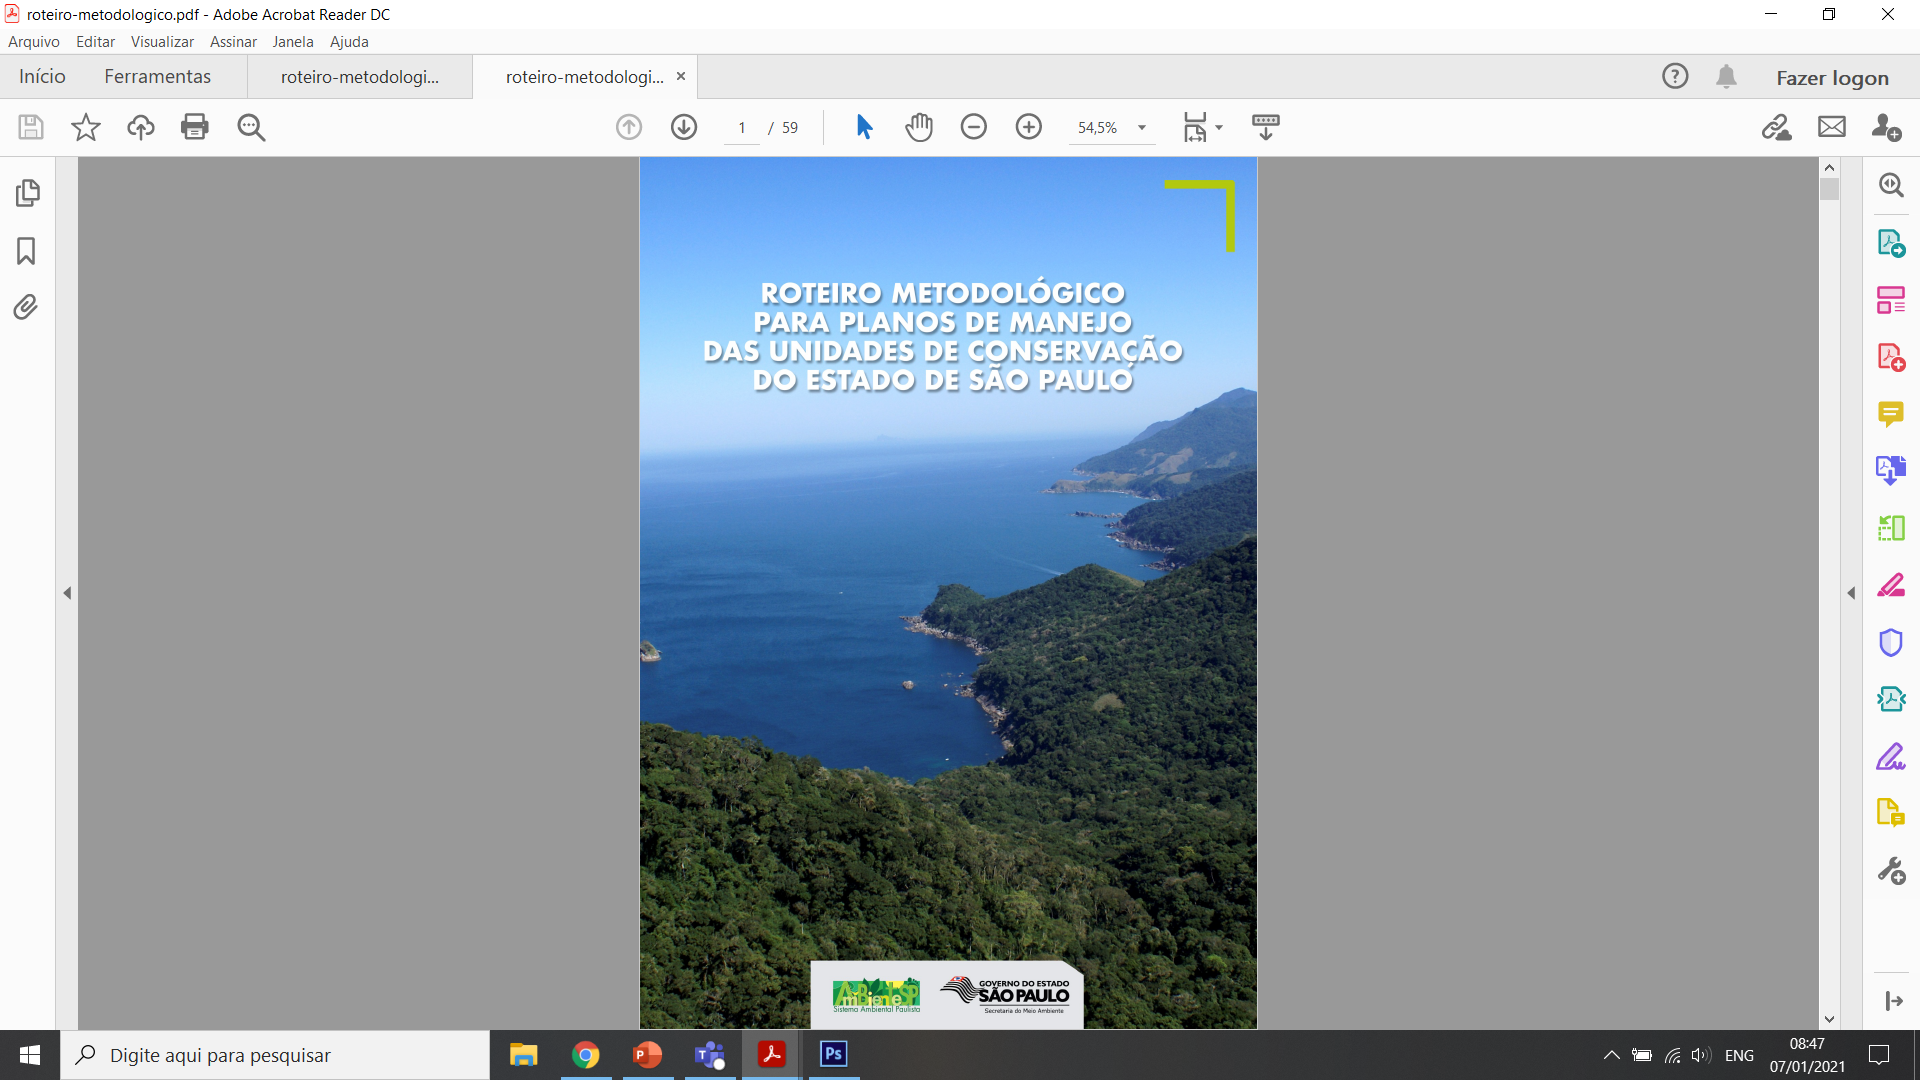 roteiro-metodologico.pdf - Adobe Acrobat Reader DC
Arquivo Editar Visualizar Assinar Janela Ajuda
Início Ferramentas roteiro-metodologi... roteiro-metodologi... Fazer logon
1 / 59 54,5%
ROTEIRO METODOLÓGICO
PARA PLANOS DE MANEJO
DAS UNIDADES DE CONSERVAÇÃO
DO ESTADO DE SÃO PAULO
AmBienteSP
Sistema Ambiental Paulista
GOVERNO DO ESTADO
SÃO PAULO
Secretaria do Meio Ambiente
Digite aqui para pesquisar
P
T
Ps
ENG
08:47
07/01/2021